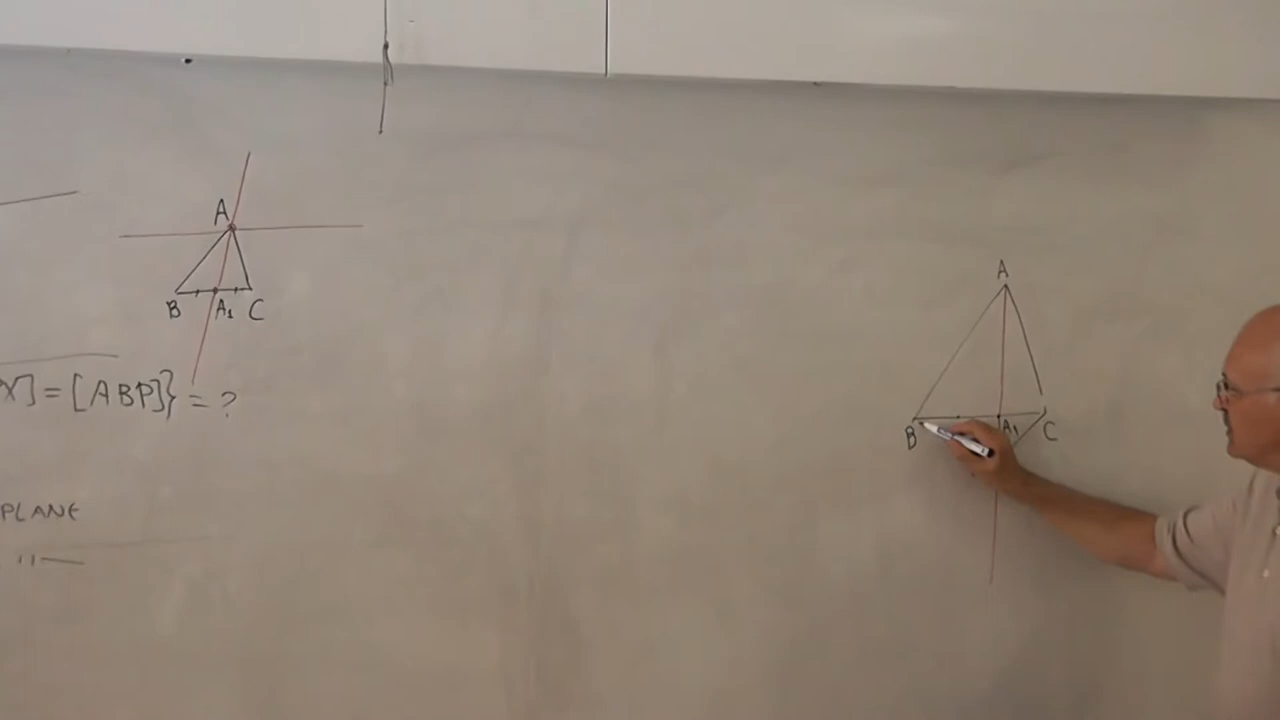 A
B A₁ C
X] = [ABP]} = ?
PLANE
A
B A₁ C